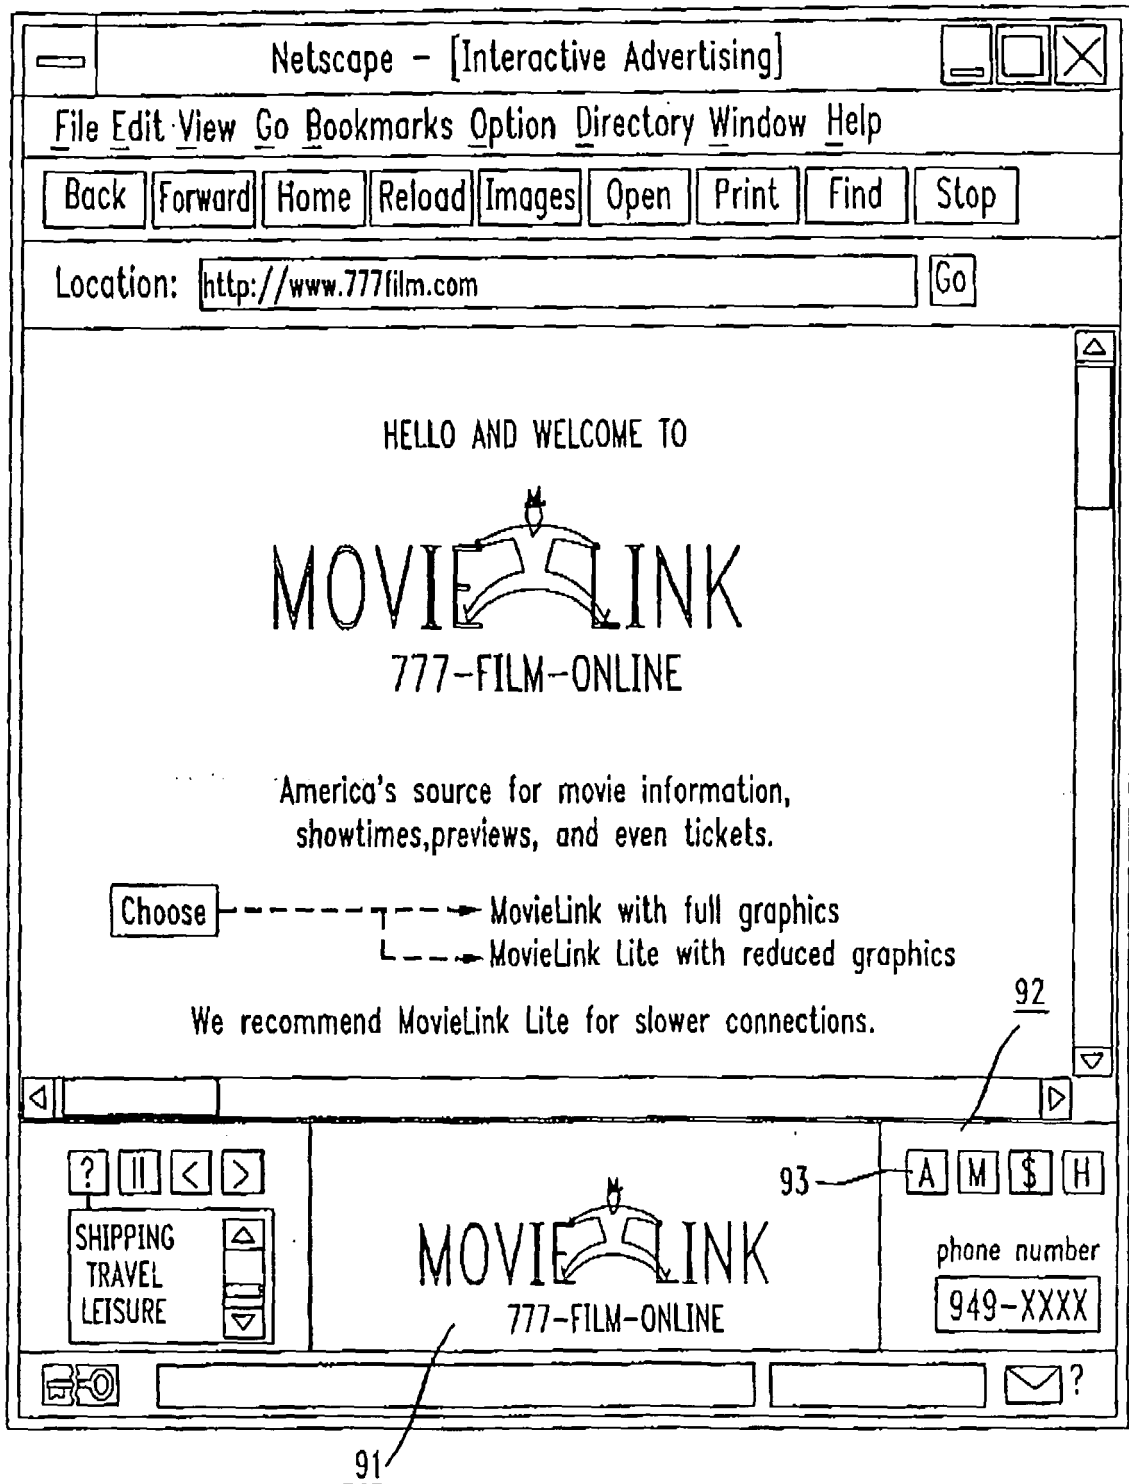 Netscape - [Interactive Advertising]
File Edit View Go Bookmarks Option Directory Window Help
Back Forward Home Reload Images Open Print Find Stop
Location: http://www.777film.com Go
HELLO AND WELCOME TO
M
MOVIELINK
777-FILM-ONLINE
America's source for movie information,
showtimes,previews, and even tickets.
Choose MovieLink with full graphics
MovieLink Lite with reduced graphics
92
We recommend MovieLink Lite for slower connections.
? || < > 93 A M $ H
SHIPPING
TRAVEL
LEISURE
M
MOVIELINK
777-FILM-ONLINE
phone number
949-XXXX
?
91